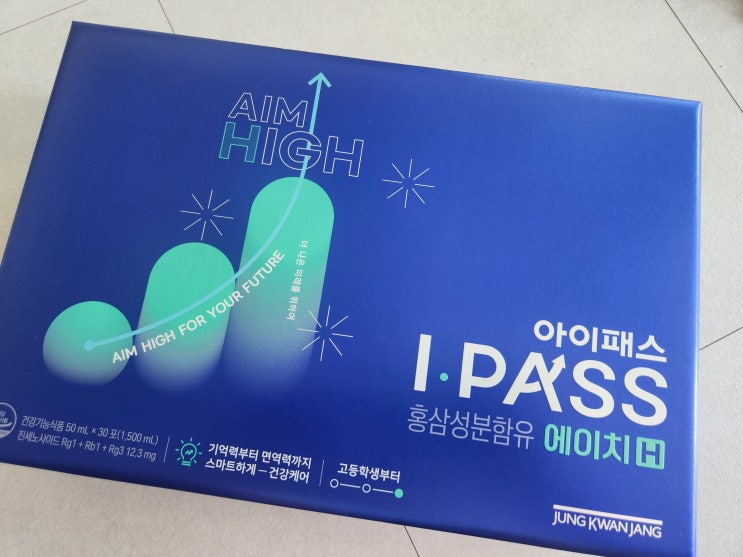 AIM
HIGH
AIM HIGH FOR YOUR FUTURE
더 나은 미래를 위하여
아이패스
I·PASS
홍삼성분함유 에이치 H
건강기능식품 50 mL × 30 포(1,500 mL)
진세노사이드 Rg1 + Rb1 + Rg3 12.3 mg
기억력부터 면역력까지
스마트하게 – 건강케어
고등학생부터
JUNG KWAN JANG